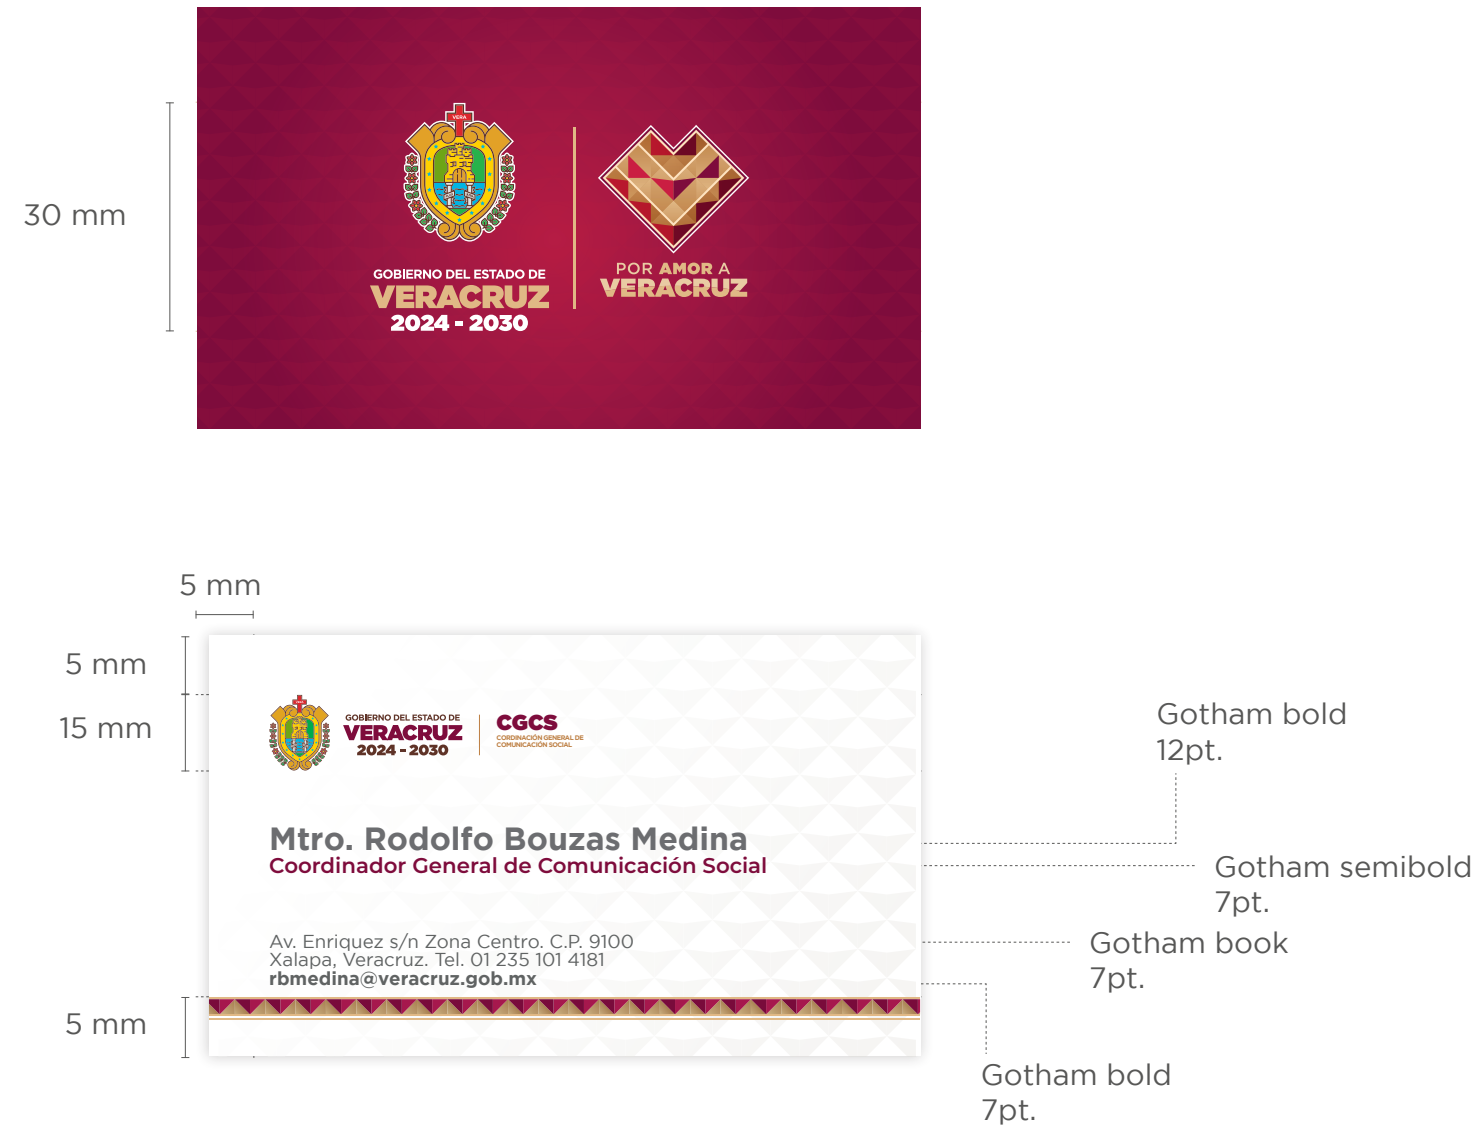 30 mm
VERA
GOBIERNO DEL ESTADO DE
VERACRUZ
2024 - 2030
POR AMOR A
VERACRUZ
5 mm
5 mm
15 mm
GOBIERNO DEL ESTADO DE
VERACRUZ
2024 - 2030
CGCS
CORDINACIÓN GENERAL DE
COMUNICACIÓN SOCIAL
Gotham bold
12pt.
Mtro. Rodolfo Bouzas Medina
Coordinador General de Comunicación Social
Gotham semibold
7pt.
Av. Enriquez s/n Zona Centro. C.P. 9100
Xalapa, Veracruz. Tel. 01 235 101 4181
rbmedina@veracruz.gob.mx
Gotham book
7pt.
5 mm
Gotham bold
7pt.